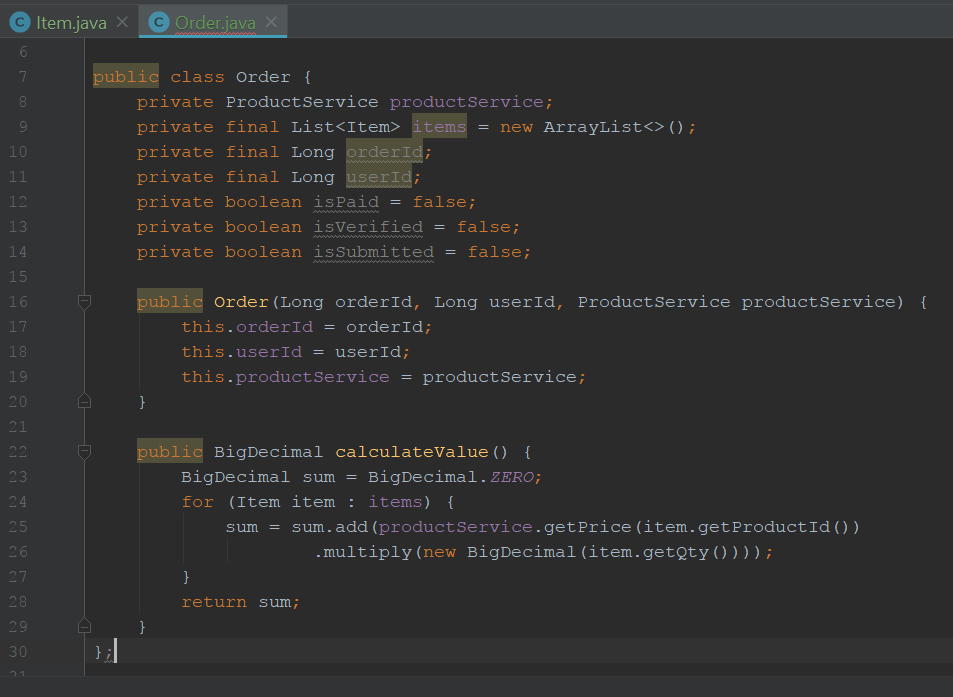 C Item.java × C Order.java ×
6
7 public class Order {
8 private ProductService productService;
9 private final List<Item> items = new ArrayList<>();
10 private final Long orderId;
11 private final Long userId;
12 private boolean isPaid = false;
13 private boolean isVerified = false;
14 private boolean isSubmitted = false;
15
16 public Order(Long orderId, Long userId, ProductService productService) {
17 this.orderId = orderId;
18 this.userId = userId;
19 this.productService = productService;
20 }
21
22 public BigDecimal calculateValue() {
23 BigDecimal sum = BigDecimal.ZERO;
24 for (Item item : items) {
25 sum = sum.add(productService.getPrice(item.getProductId())
26 .multiply(new BigDecimal(item.getQty())));
27 }
28 return sum;
29 }
30 };
31